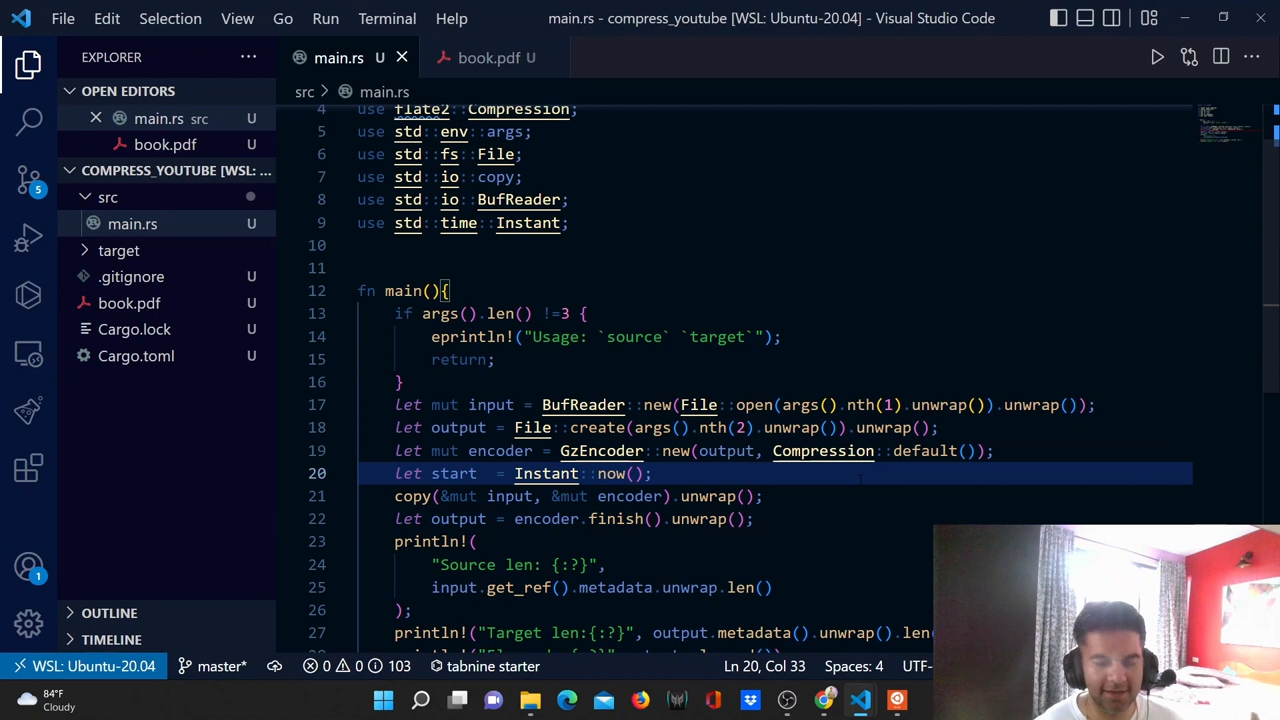 File Edit Selection View Go Run Terminal Help main.rs - compress_youtube [WSL: Ubuntu-20.04] - Visual Studio Code
EXPLORER
main.rs U
book.pdf U
OPEN EDITORS
src > main.rs
main.rs src U
book.pdf U
COMPRESS_YOUTUBE [WSL: ...
src
main.rs U
target
.gitignore U
book.pdf U
Cargo.lock U
Cargo.toml U
OUTLINE
TIMELINE
4 use flate2::Compression;
5 use std::env::args;
6 use std::fs::File;
7 use std::io::copy;
8 use std::io::BufReader;
9 use std::time::Instant;
10
11
12 fn main(){
13 if args().len() !=3 {
14 eprintln!("Usage: `source` `target`");
15 return;
16 }
17 let mut input = BufReader::new(File::open(args().nth(1).unwrap()).unwrap());
18 let output = File::create(args().nth(2).unwrap()).unwrap();
19 let mut encoder = GzEncoder::new(output, Compression::default());
20 let start  = Instant::now();
21 copy(&mut input, &mut encoder).unwrap();
22 let output = encoder.finish().unwrap();
23 println!(
24 "Source len: {:?}",
25 input.get_ref().metadata.unwrap.len()
26 );
27 println!("Target len:{:?}", output.metadata().unwrap().len(
5
1
WSL: Ubuntu-20.04 master* 0 0 103 tabnine starter Ln 20, Col 33 Spaces: 4 UTF-
84°F
Cloudy